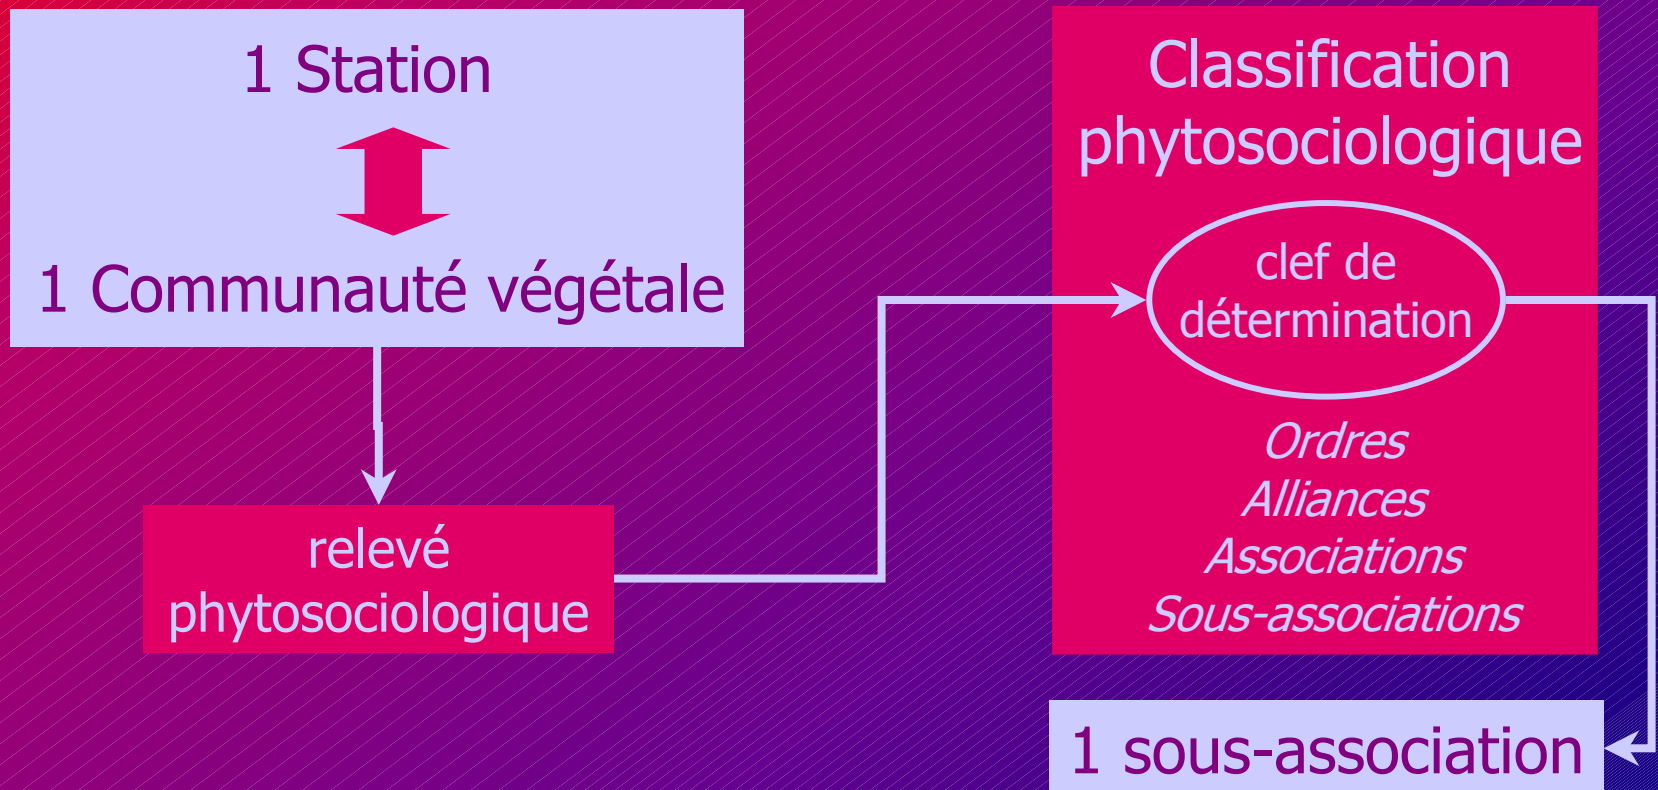 1 Station
1 Communauté végétale
relevé
phytosociologique
Classification
phytosociologique
clef de
détermination
Ordres
Alliances
Associations
Sous-associations
1 sous-association